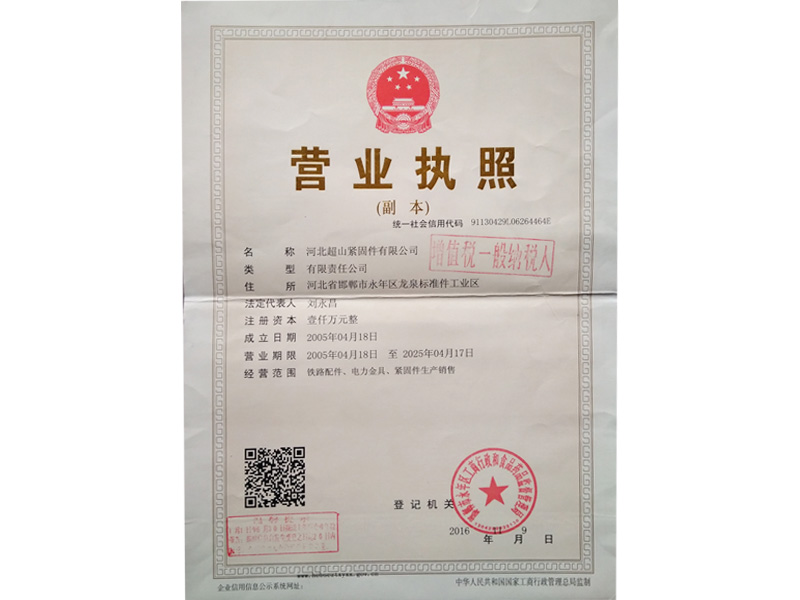 营业执照
(副 本)
统一社会信用代码 91130429L06264464E
增值税一般纳税人
名 称 河北超山紧固件有限公司
类 型 有限责任公司
住 所 河北省邯郸市永年区龙泉标准件工业区
法定代表人 刘永昌
注册资本 壹仟万元整
成立日期 2005年04月18日
营业期限 2005年04月18日 至 2025年04月17日
经营范围 铁路配件、电力金具、紧固件生产销售
登记机关
2016 9
年 月 日
企业信用信息公示系统网址:
中华人民共和国国家工商行政管理总局监制